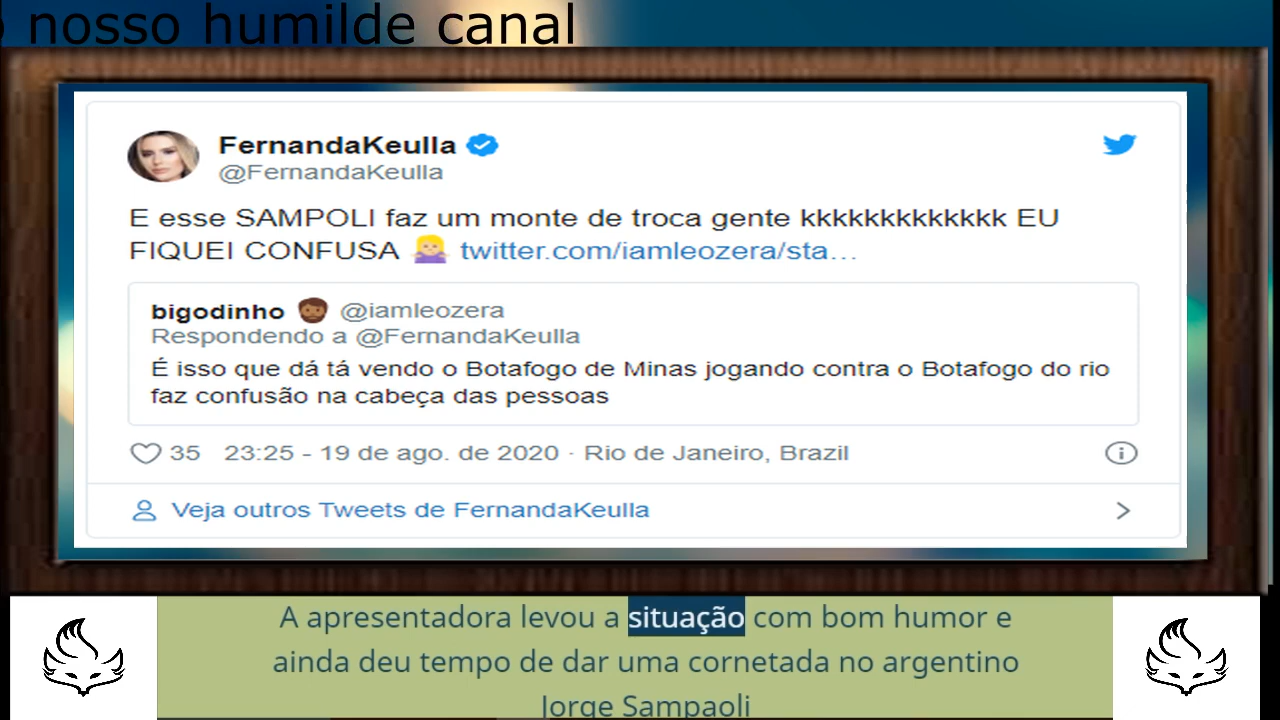 nosso humilde canal
FernandaKeulla
@FernandaKeulla
E esse SAMPOLI faz um monte de troca gente kkkkkkkkkkkkk EU
FIQUEI CONFUSA 🤷🏼‍♀️ twitter.com/iamleozera/sta…
bigodinho 🧔🏾 @iamleozera
Respondendo a @FernandaKeulla
É isso que dá tá vendo o Botafogo de Minas jogando contra o Botafogo do rio
faz confusão na cabeça das pessoas
35 23:25 - 19 de ago. de 2020 · Rio de Janeiro, Brazil
Veja outros Tweets de FernandaKeulla
A apresentadora levou a situação com bom humor e
ainda deu tempo de dar uma cornetada no argentino
Jorge Sampaoli